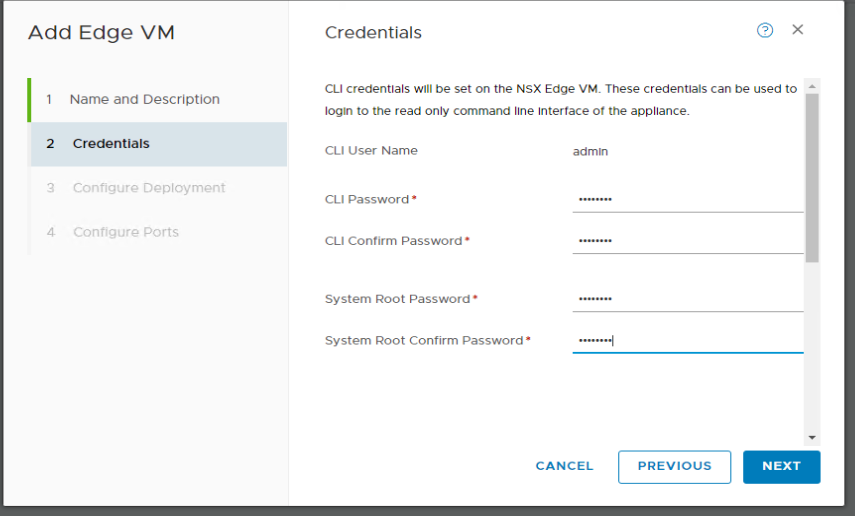 Add Edge VM
1 Name and Description
2 Credentials
3 Configure Deployment
4 Configure Ports
Credentials
CLI credentials will be set on the NSX Edge VM. These credentials can be used to
login to the read only command line interface of the appliance.
CLI User Name admin
CLI Password* ••••••••
CLI Confirm Password* ••••••••
System Root Password* ••••••••
System Root Confirm Password* ••••••••
CANCEL PREVIOUS NEXT